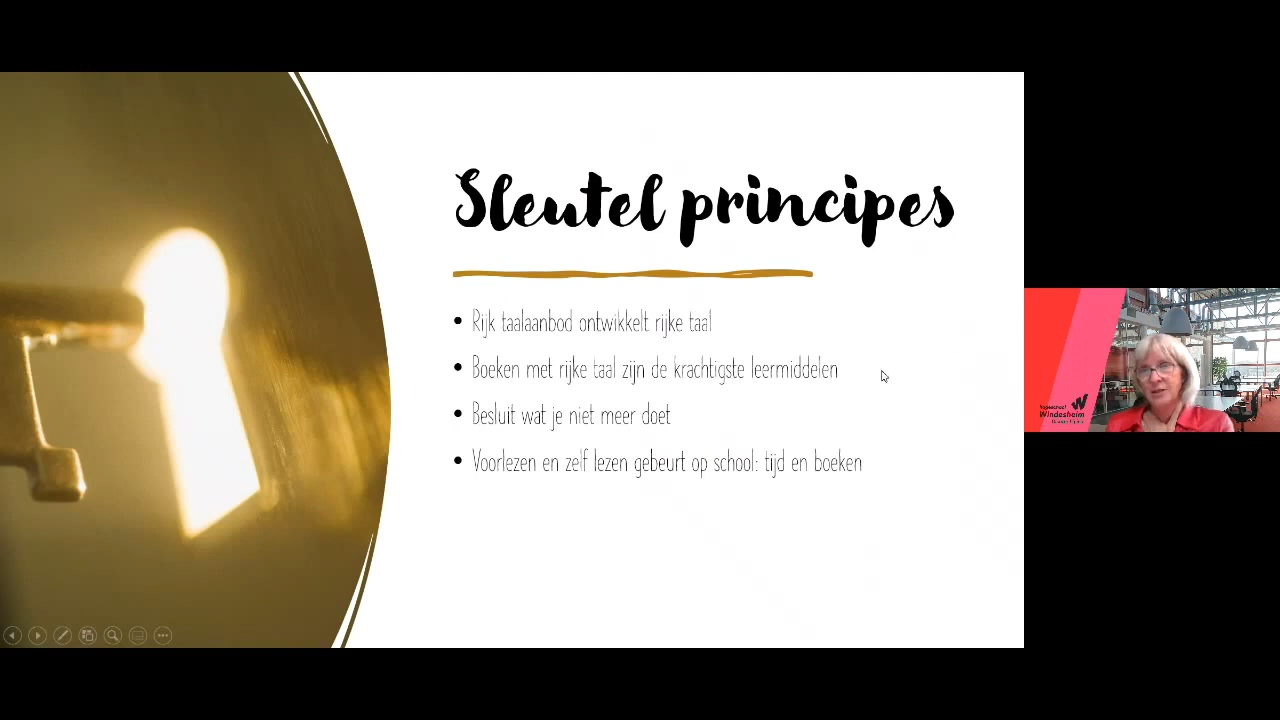 Sleutel principes
Rijk taalaanbod ontwikkelt rijke taal
Boeken met rijke taal zijn de krachtigste leermiddelen
Besluit wat je niet meer doet
Voorlezen en zelf lezen gebeurt op school: tijd en boeken
Hogeschool
Windesheim